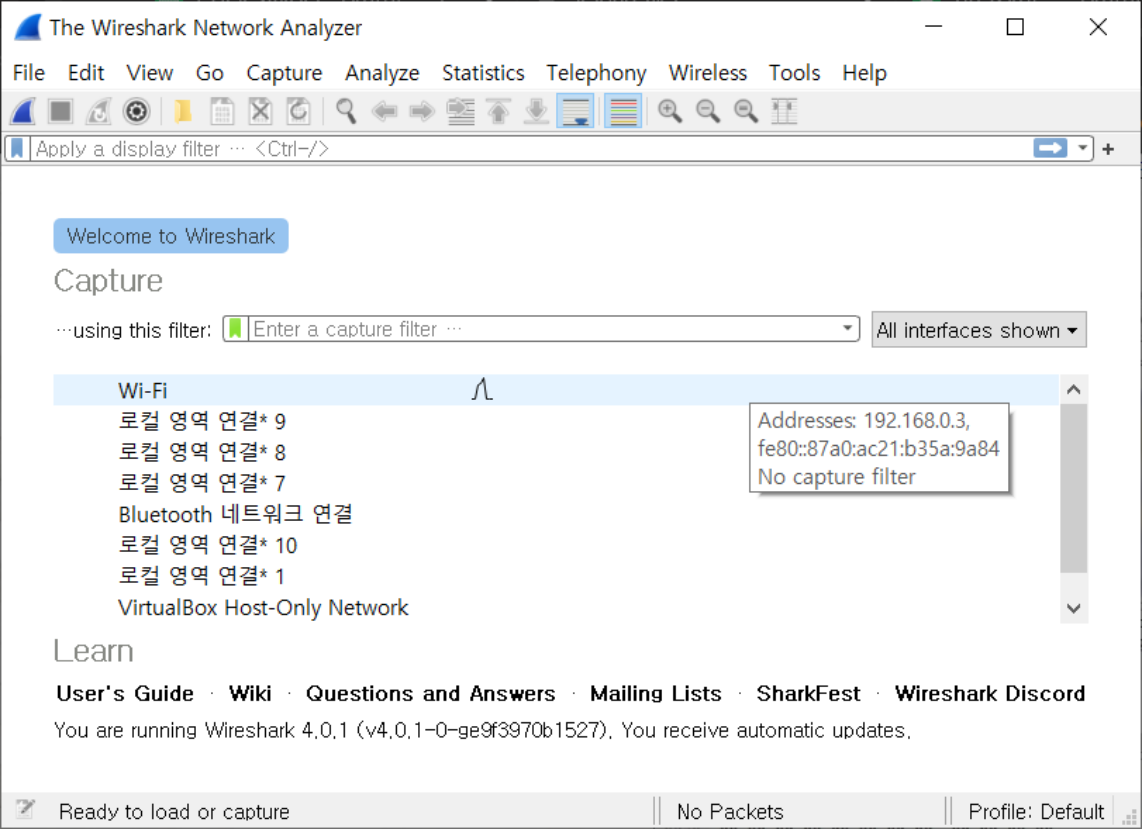 The Wireshark Network Analyzer
File Edit View Go Capture Analyze Statistics Telephony Wireless Tools Help
Apply a display filter … <Ctrl-/>
Welcome to Wireshark
Capture
…using this filter: Enter a capture filter … All interfaces shown
Wi-Fi
로컬 영역 연결* 9
Addresses: 192.168.0.3,
fe80::87a0:ac21:b35a:9a84
No capture filter
로컬 영역 연결* 8
로컬 영역 연결* 7
Bluetooth 네트워크 연결
로컬 영역 연결* 10
로컬 영역 연결* 1
VirtualBox Host-Only Network
Learn
User's Guide · Wiki · Questions and Answers · Mailing Lists · SharkFest · Wireshark Discord
You are running Wireshark 4.0.1 (v4.0.1-0-ge9f3970b1527). You receive automatic updates.
Ready to load or capture No Packets Profile: Default